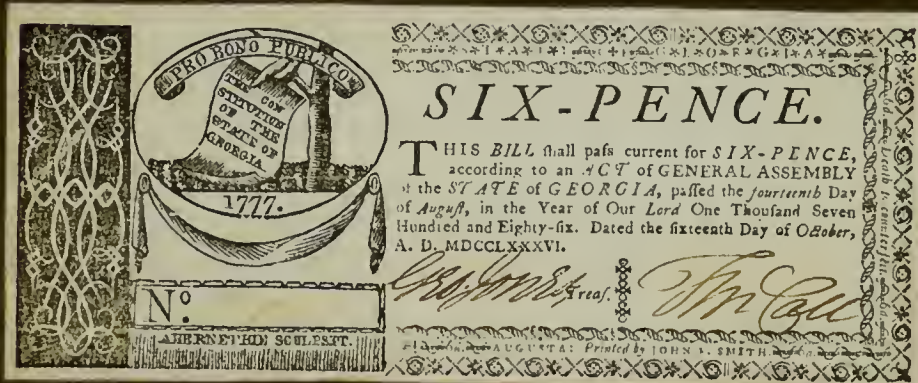 PRO BONO PUBLICO
THE CON
STITUTION
OF THE
STATE OF
GEORGIA
1777.
No.
ABERNETHIE SCULPSIT.
SIX-PENCE.
THIS BILL ſhall paſs current for SIX-PENCE,
according to an ACT of GENERAL ASSEMBLY
of the STATE of GEORGIA, paſſed the fourteenth Day
of Auguſt, in the Year of Our Lord One Thouſand Seven
Hundred and Eighty-ſix. Dated the ſixteenth Day of October,
A. D. MDCCLXXXVI.
Geo. Jones Treaſ.
AUGUSTA: Printed by JOHN E. SMITH.